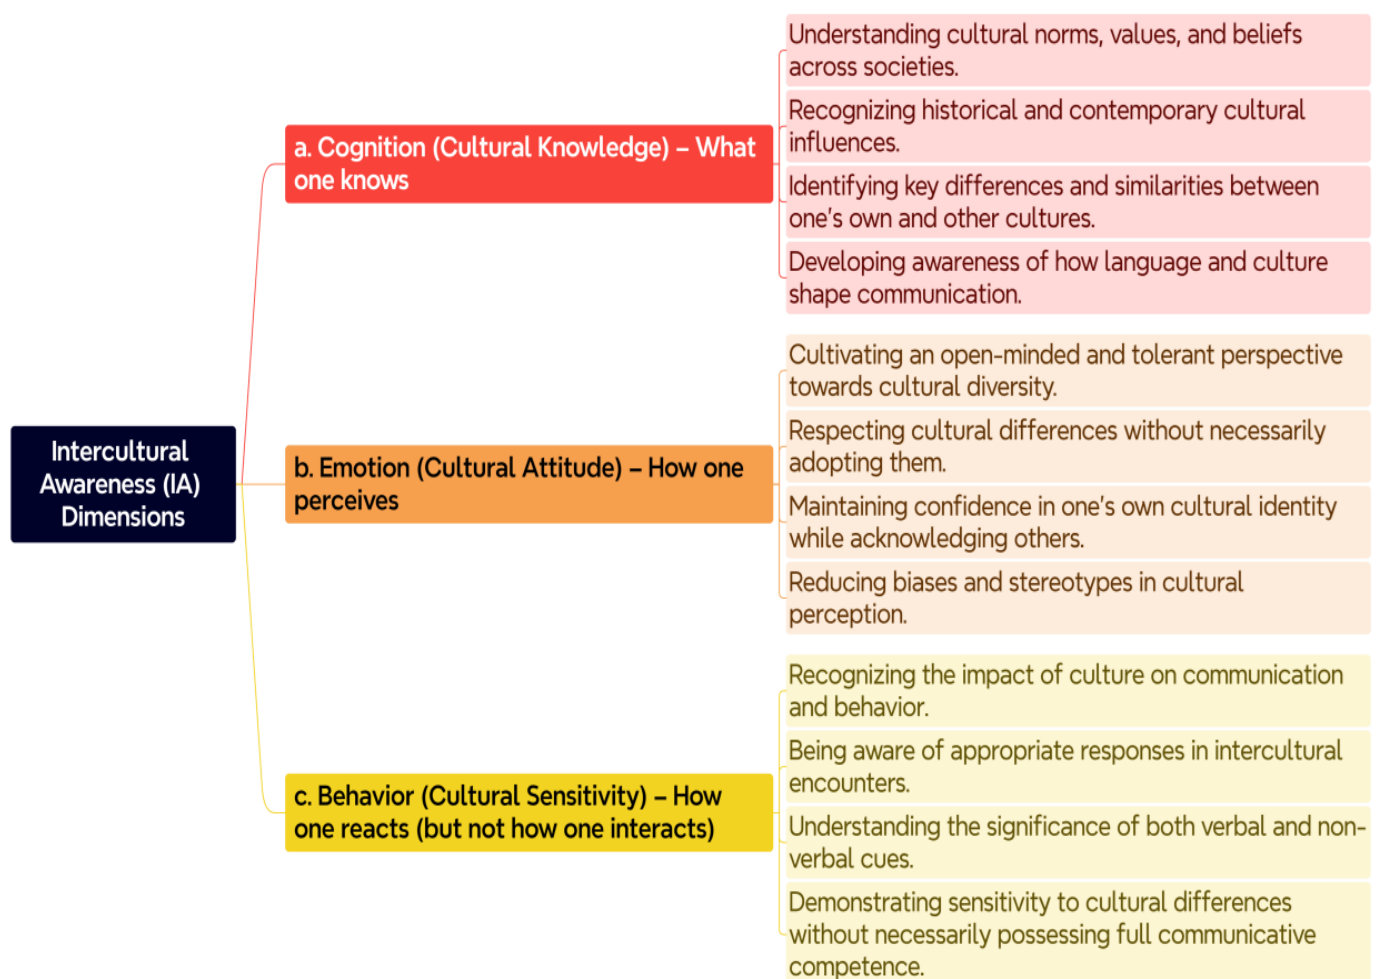 Intercultural
Awareness (IA)
Dimensions
a. Cognition (Cultural Knowledge) – What
one knows
Understanding cultural norms, values, and beliefs
across societies.
Recognizing historical and contemporary cultural
influences.
Identifying key differences and similarities between
one's own and other cultures.
Developing awareness of how language and culture
shape communication.
b. Emotion (Cultural Attitude) – How one
perceives
Cultivating an open-minded and tolerant perspective
towards cultural diversity.
Respecting cultural differences without necessarily
adopting them.
Maintaining confidence in one's own cultural identity
while acknowledging others.
Reducing biases and stereotypes in cultural
perception.
c. Behavior (Cultural Sensitivity) – How
one reacts (but not how one interacts)
Recognizing the impact of culture on communication
and behavior.
Being aware of appropriate responses in intercultural
encounters.
Understanding the significance of both verbal and non-
verbal cues.
Demonstrating sensitivity to cultural differences
without necessarily possessing full communicative
competence.